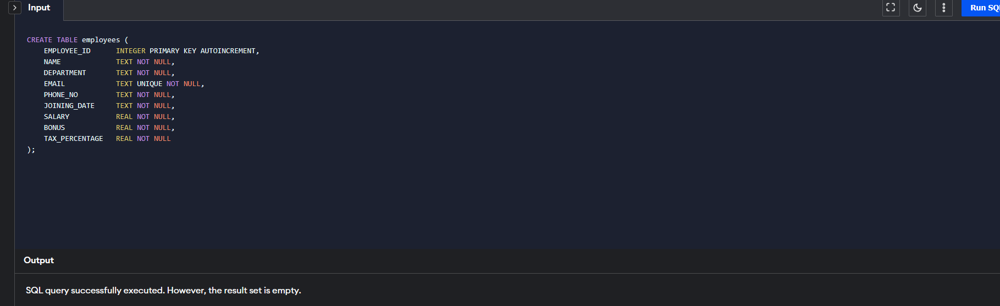 Input
Run SQL
CREATE TABLE employees (
    EMPLOYEE_ID      INTEGER PRIMARY KEY AUTOINCREMENT,
    NAME             TEXT NOT NULL,
    DEPARTMENT       TEXT NOT NULL,
    EMAIL            TEXT UNIQUE NOT NULL,
    PHONE_NO         TEXT NOT NULL,
    JOINING_DATE     TEXT NOT NULL,
    SALARY           REAL NOT NULL,
    BONUS            REAL NOT NULL,
    TAX_PERCENTAGE   REAL NOT NULL
);
Output
SQL query successfully executed. However, the result set is empty.